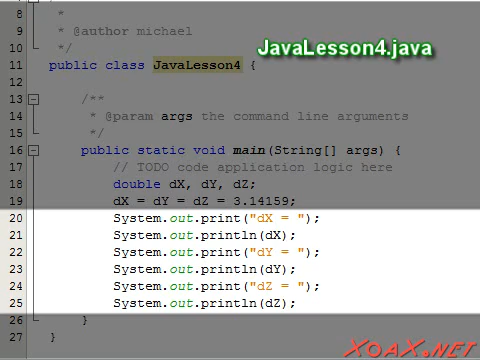 8 *
9 * @author michael
10 */
JavaLesson4.java
11 public class JavaLesson4 {
12
13 /**
14 * @param args the command line arguments
15 */
16 public static void main(String[] args) {
17 // TODO code application logic here
18 double dX, dY, dZ;
19 dX = dY = dZ = 3.14159;
20 System.out.print("dX = ");
21 System.out.println(dX);
22 System.out.print("dY = ");
23 System.out.println(dY);
24 System.out.print("dZ = ");
25 System.out.println(dZ);
26 }
27 }
XoaX.net